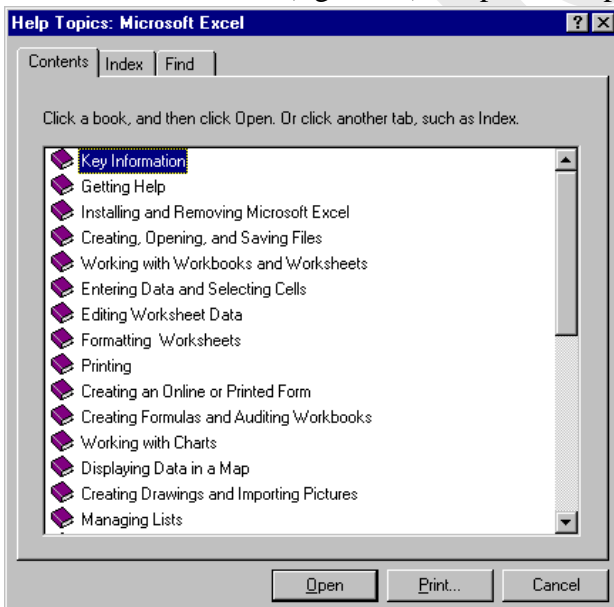 Help Topics: Microsoft Excel
Contents Index Find
Click a book, and then click Open. Or click another tab, such as Index.
Key Information
Getting Help
Installing and Removing Microsoft Excel
Creating, Opening, and Saving Files
Working with Workbooks and Worksheets
Entering Data and Selecting Cells
Editing Worksheet Data
Formatting Worksheets
Printing
Creating an Online or Printed Form
Creating Formulas and Auditing Workbooks
Working with Charts
Displaying Data in a Map
Creating Drawings and Importing Pictures
Managing Lists
Open Print... Cancel